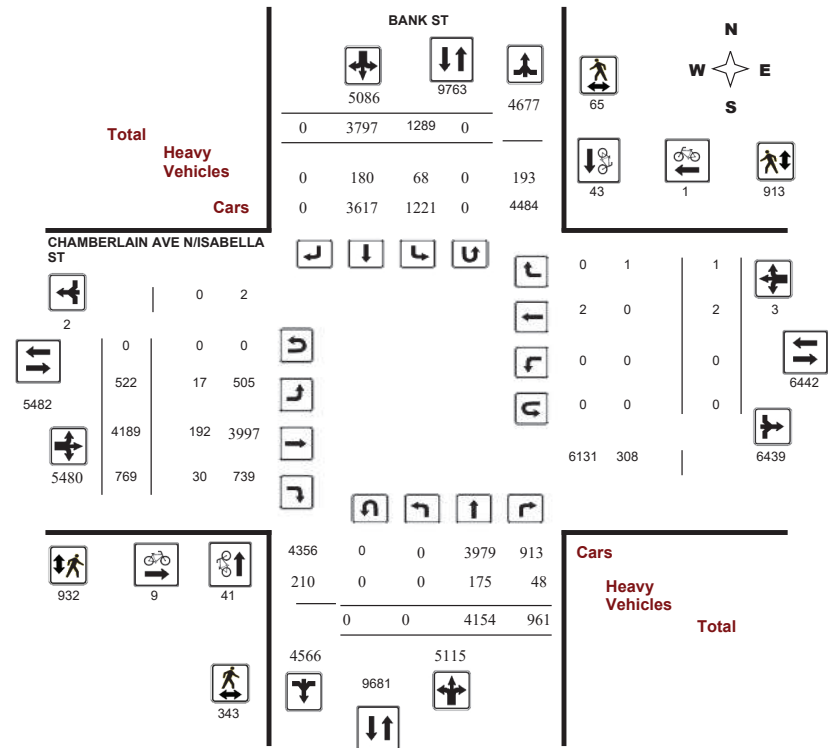 BANK ST
N
W E
S
5086 9763 4677 65
Total 0 3797 1289 0
Heavy
Vehicles 0 180 68 0 193 43 1 913
Cars 0 3617 1221 0 4484
CHAMBERLAIN AVE N/ISABELLA
ST
0 1 1
0 2
2 2 0 2 3
0 0 0
522 17 505 0 0 0 6442
5482
0 0 0
4189 192 3997
5480 769 30 739 6131 308 6439
4356 0 0 3979 913 Cars
932 9 41 210 0 0 175 48 Heavy
Vehicles
0 0 4154 961 Total
4566 5115
9681
343